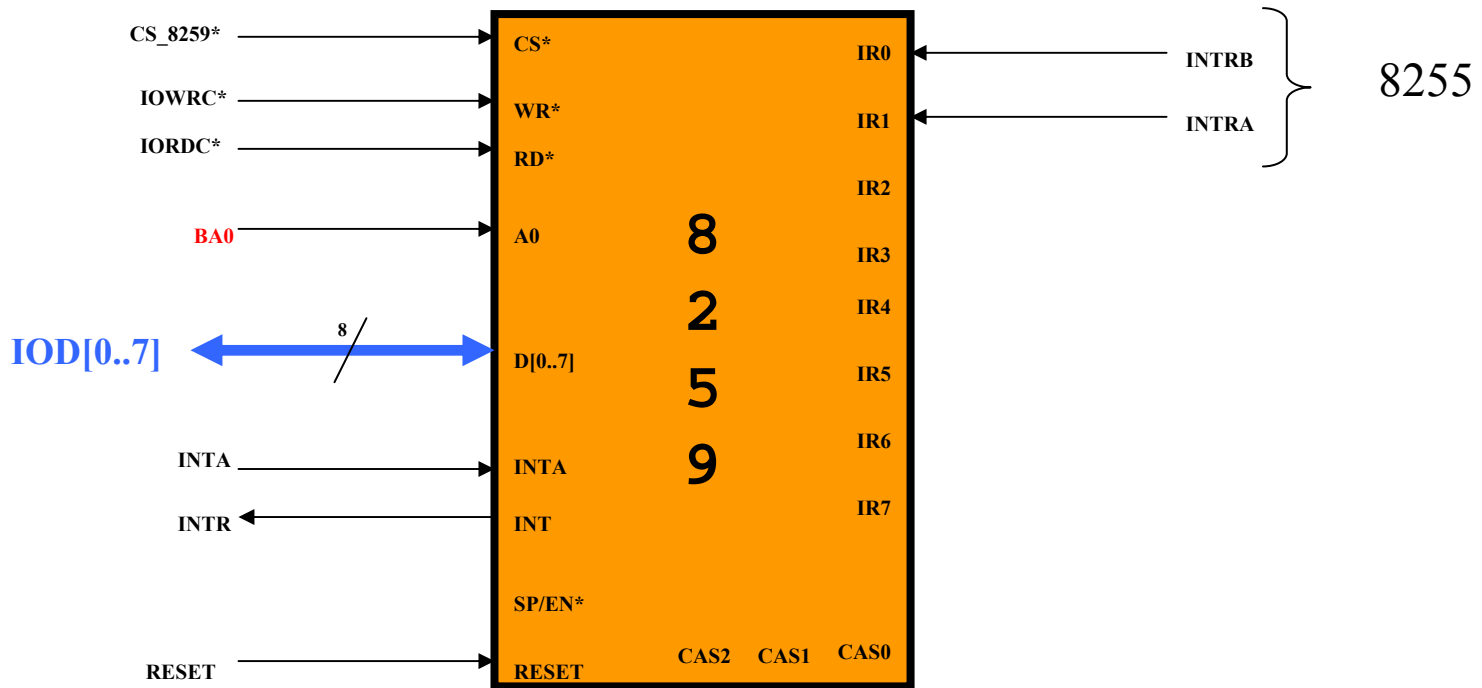 CS_8259*
IOWRC*
IORDC*
BA0
IOD[0..7]
8
INTA
INTR
RESET
CS*
WR*
RD*
A0
D[0..7]
INTA
INT
SP/EN*
RESET
8
2
5
9
CAS2 CAS1 CAS0
IR0
IR1
IR2
IR3
IR4
IR5
IR6
IR7
INTRB
INTRA
8255